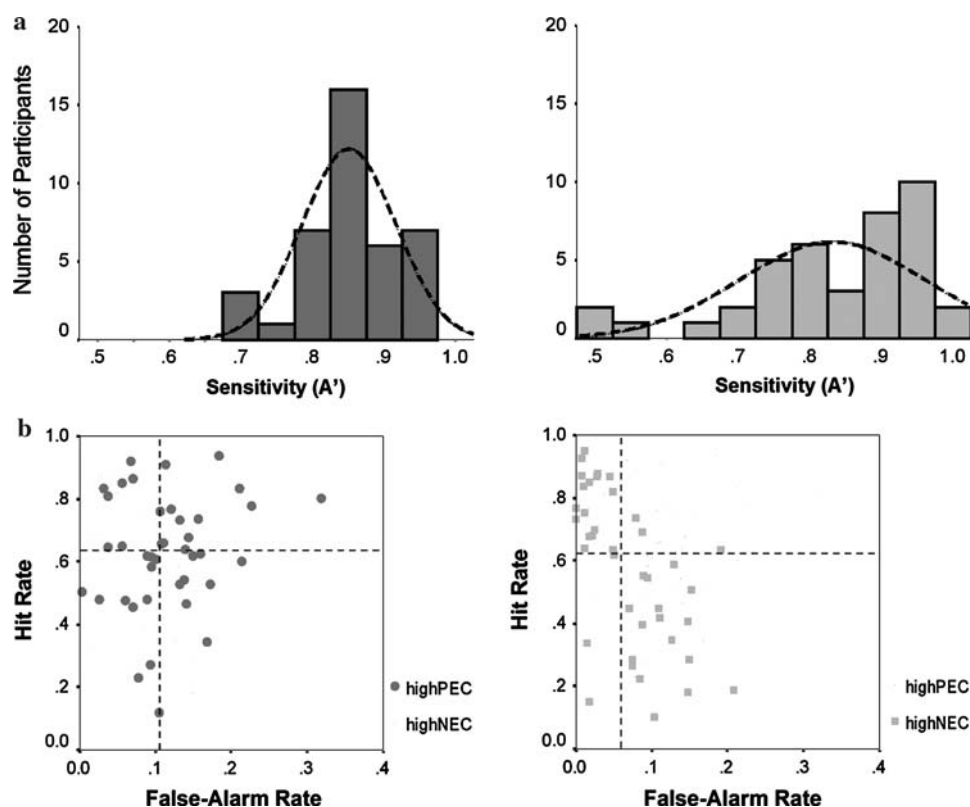 a
20
15
10
5
0
Number of Participants
.5 .6 .7 .8 .9 1.0
Sensitivity (A')
20
15
10
5
0
.5 .6 .7 .8 .9 1.0
Sensitivity (A')
b
1.0
.8
.6
.4
.2
0.0
Hit Rate
0.0 .1 .2 .3 .4
False-Alarm Rate
highPEC
highNEC
1.0
.8
.6
.4
.2
0.0
Hit Rate
0.0 .1 .2 .3 .4
False-Alarm Rate
highPEC
highNEC